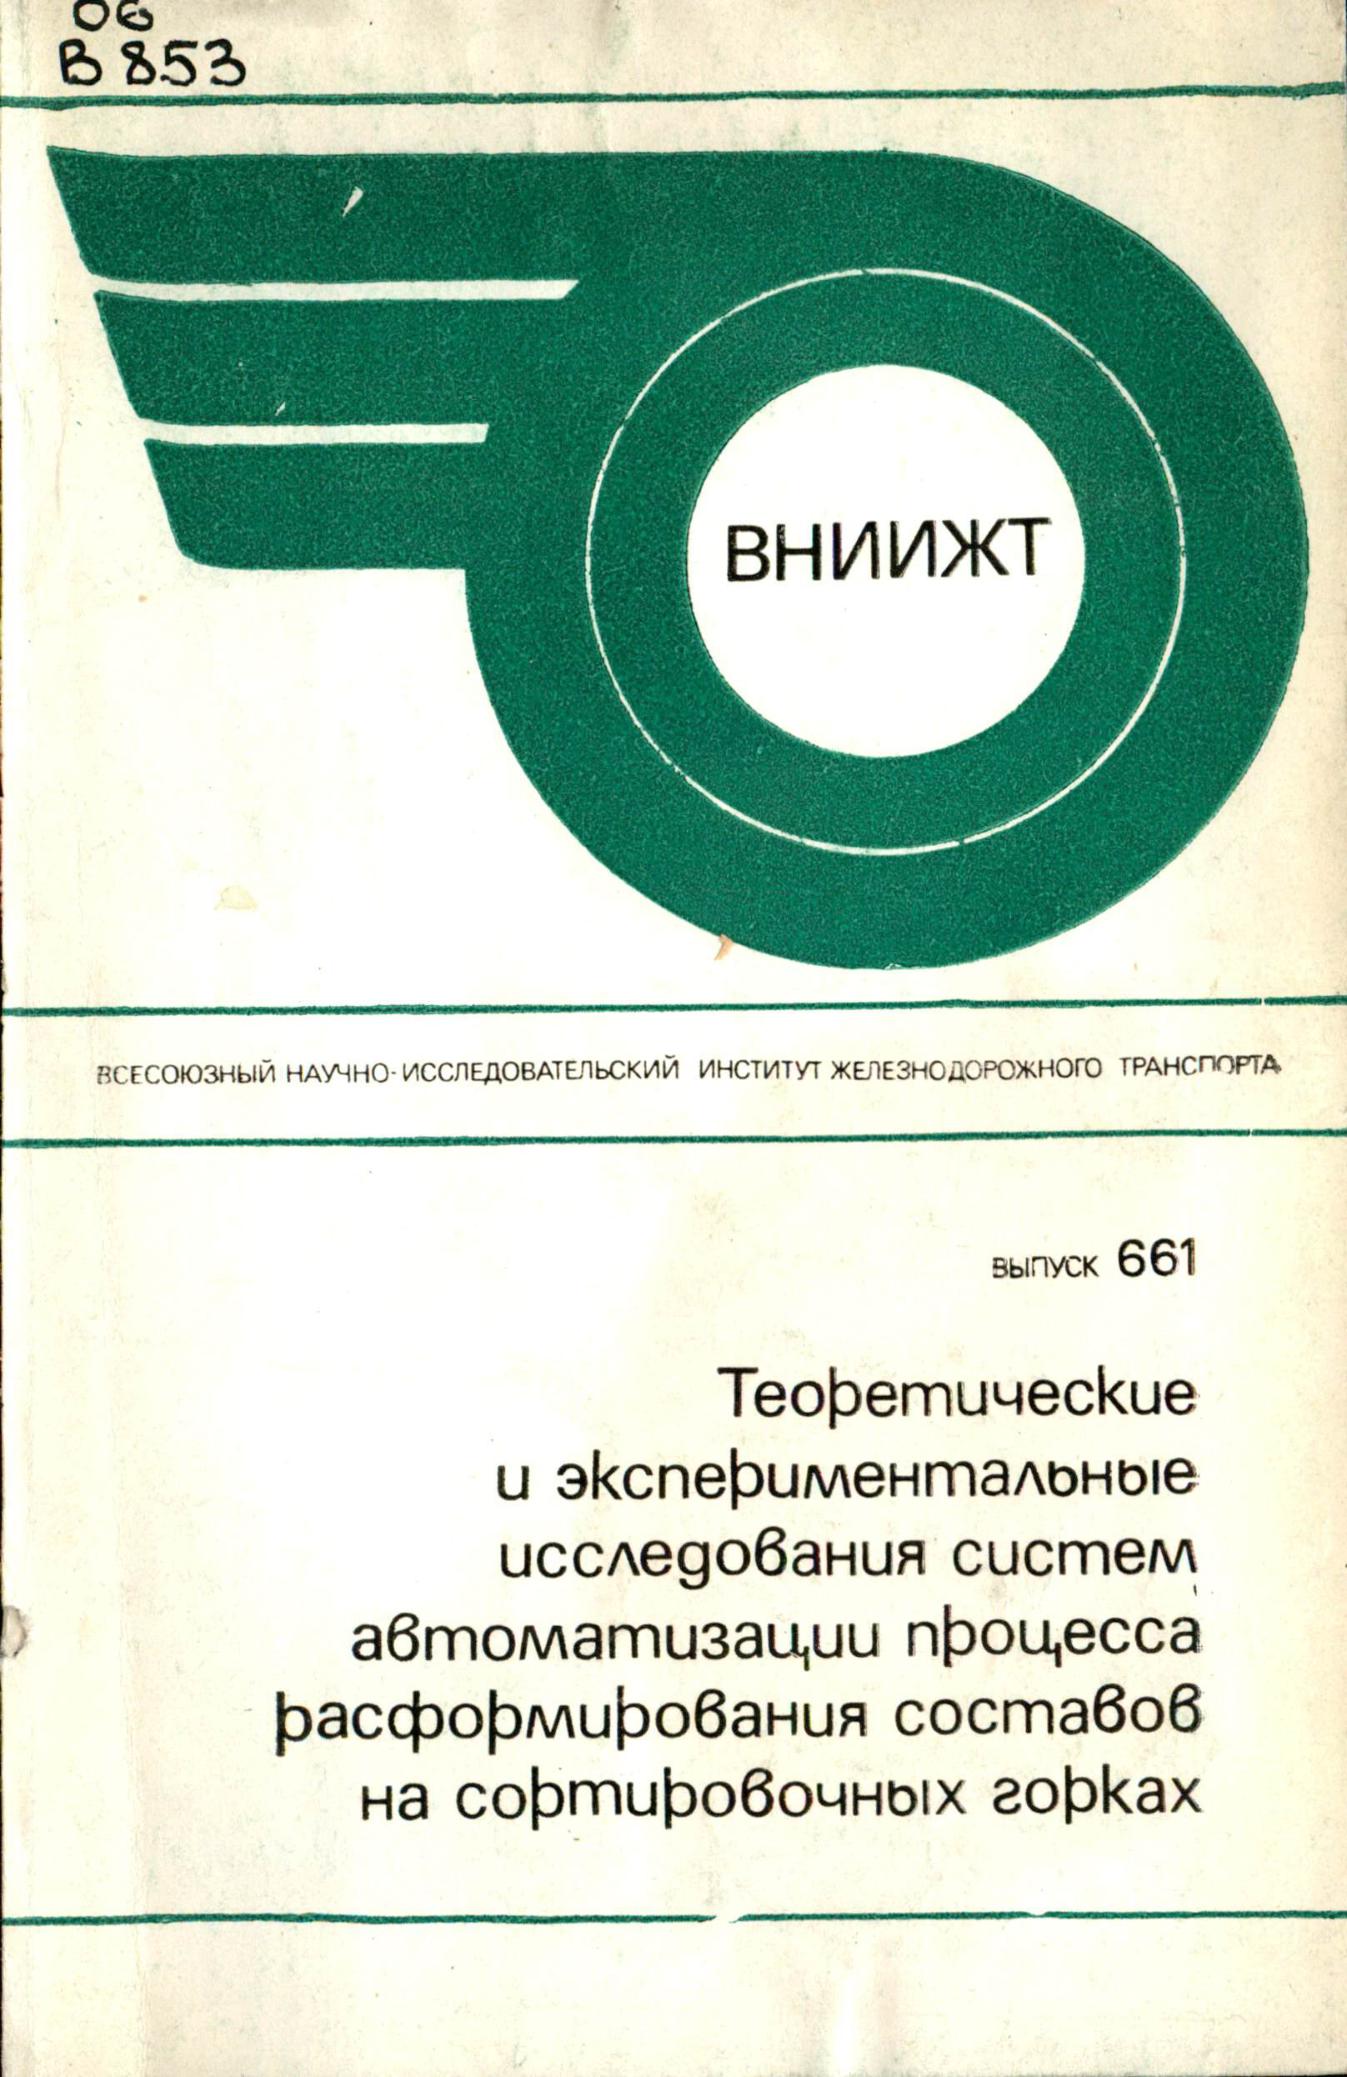 06
В 853
ВНИИЖТ
ВСЕСОЮЗНЫЙ НАУЧНО-ИССЛЕДОВАТЕЛЬСКИЙ ИНСТИТУТ ЖЕЛЕЗНОДОРОЖНОГО ТРАНСПОРТА
ВЫПУСК 661
Теоретические
и экспериментальные
исследования систем
автоматизации процесса
расформирования составов
на сортировочных горках